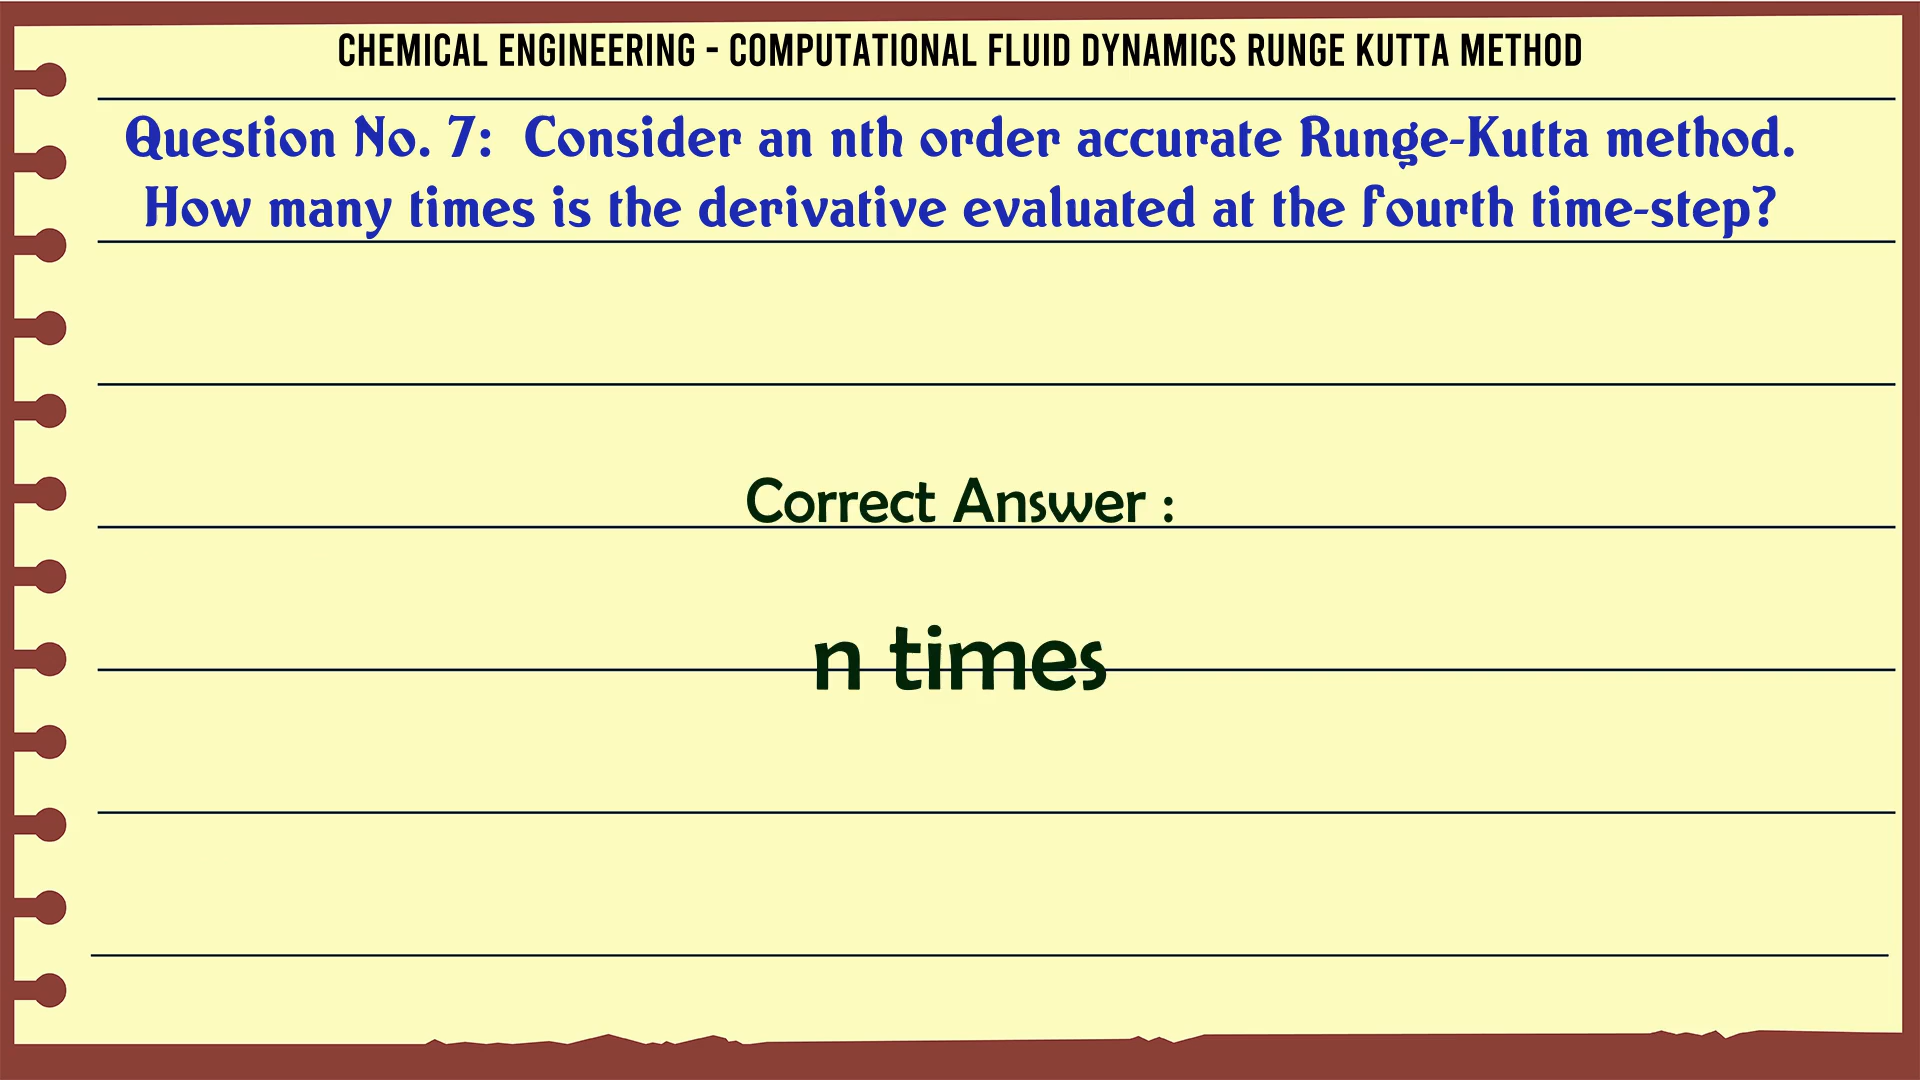 CHEMICAL ENGINEERING - COMPUTATIONAL FLUID DYNAMICS RUNGE KUTTA METHOD
Question No. 7: Consider an nth order accurate Runge-Kutta method.
How many times is the derivative evaluated at the fourth time-step?
Correct Answer :
n times